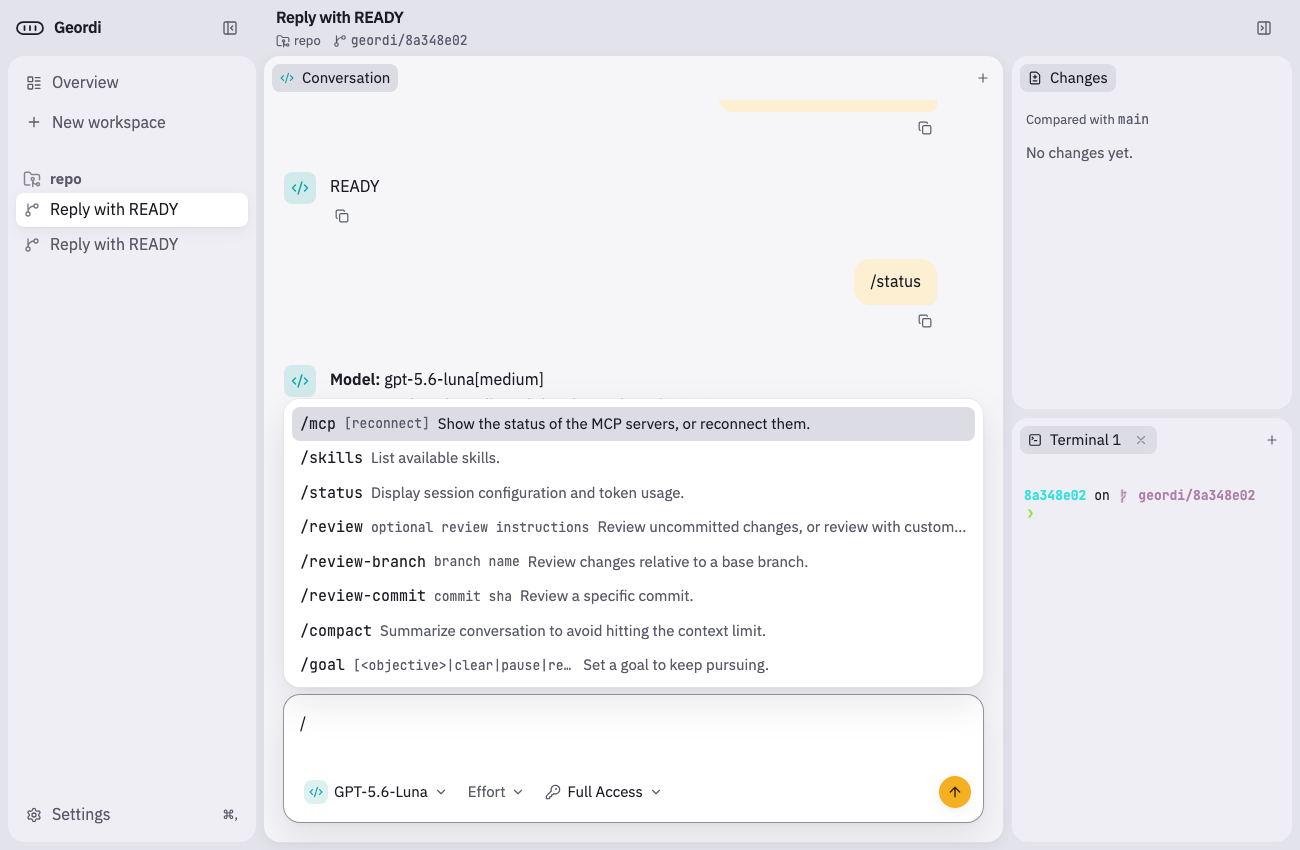 Geordi
Reply with READY
repo geordi/8a348e02
Overview
New workspace
repo
Reply with READY
Reply with READY
Settings ⌘,
Conversation
READY
/status
Model: gpt-5.6-luna[medium]
/mcp [reconnect] Show the status of the MCP servers, or reconnect them.
/skills List available skills.
/status Display session configuration and token usage.
/review optional review instructions Review uncommitted changes, or review with custom...
/review-branch branch name Review changes relative to a base branch.
/review-commit commit sha Review a specific commit.
/compact Summarize conversation to avoid hitting the context limit.
/goal [<objective>|clear|pause|re… Set a goal to keep pursuing.
/
GPT-5.6-Luna Effort Full Access
Changes
Compared with main
No changes yet.
Terminal 1
8a348e02 on geordi/8a348e02
❯